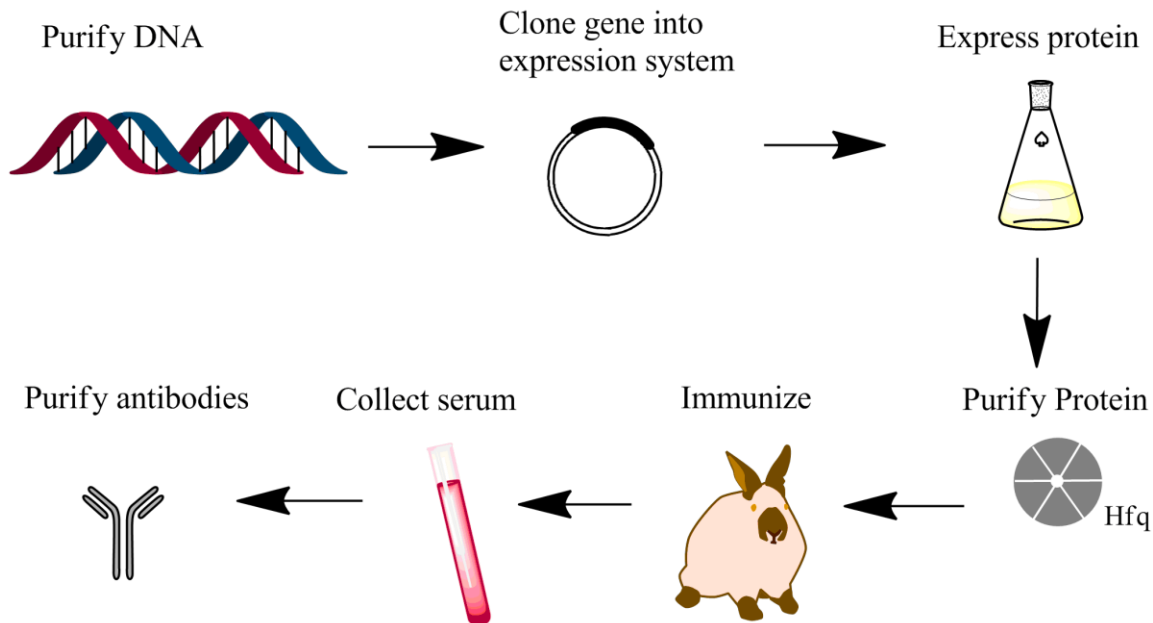 Purify DNA
Clone gene into
expression system
Express protein
Purify antibodies
Collect serum
Immunize
Purify Protein
Hfq